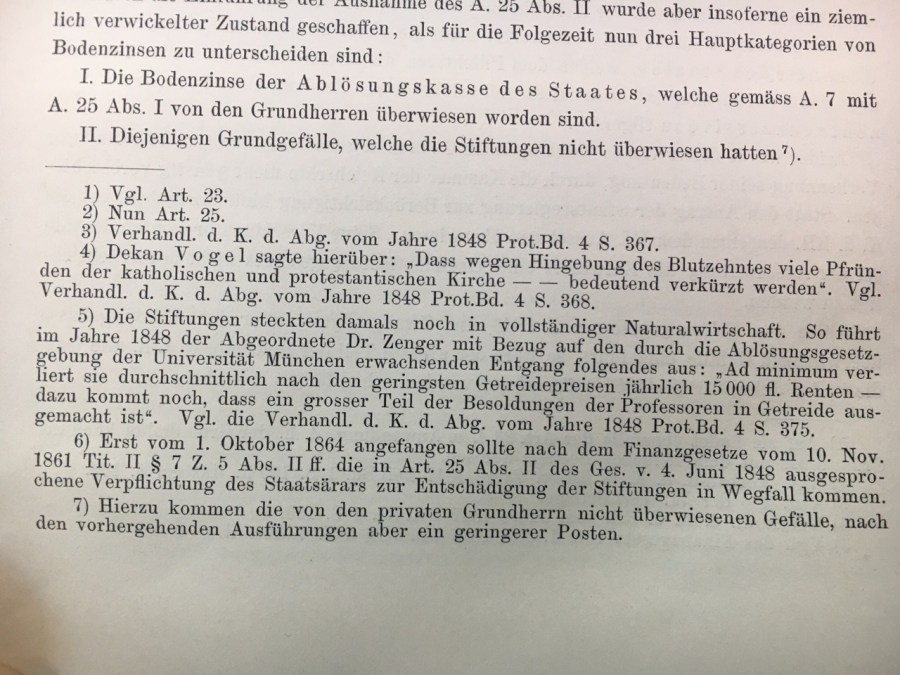 der Ausnahme des A. 25 Abs. II wurde aber insoferne ein ziem-
lich verwickelter Zustand geschaffen, als für die Folgezeit nun drei Hauptkategorien von
Bodenzinsen zu unterscheiden sind:
I. Die Bodenzinse der Ablösungskasse des Staates, welche gemäss A. 7 mit
A. 25 Abs. I von den Grundherren überwiesen worden sind.
II. Diejenigen Grundgefälle, welche die Stiftungen nicht überwiesen hatten 7).
1) Vgl. Art. 23.
2) Nun Art. 25.
3) Verhandl. d. K. d. Abg. vom Jahre 1848 Prot.Bd. 4 S. 367.
4) Dekan Vogel sagte hierüber: „Dass wegen Hingebung des Blutzehntes viele Pfrün-
den der katholischen und protestantischen Kirche — — bedeutend verkürzt werden“. Vgl.
Verhandl. d. K. d. Abg. vom Jahre 1848 Prot.Bd. 4 S. 368.
5) Die Stiftungen steckten damals noch in vollständiger Naturalwirtschaft. So führt
im Jahre 1848 der Abgeordnete Dr. Zenger mit Bezug auf den durch die Ablösungsgesetz-
gebung der Universität München erwachsenden Entgang folgendes aus: „Ad minimum ver-
liert sie durchschnittlich nach den geringsten Getreidepreisen jährlich 15 000 fl. Renten —
dazu kommt noch, dass ein grosser Teil der Besoldungen der Professoren in Getreide aus-
gemacht ist“. Vgl. die Verhandl. d. K. d. Abg. vom Jahre 1848 Prot.Bd. 4 S. 375.
6) Erst vom 1. Oktober 1864 angefangen sollte nach dem Finanzgesetze vom 10. Nov.
1861 Tit. II § 7 Z. 5 Abs. II ff. die in Art. 25 Abs. II des Ges. v. 4. Juni 1848 ausgespro-
chene Verpflichtung des Staatsärars zur Entschädigung der Stiftungen in Wegfall kommen.
7) Hierzu kommen die von den privaten Grundherrn nicht überwiesenen Gefälle, nach
den vorhergehenden Ausführungen aber ein geringerer Posten.